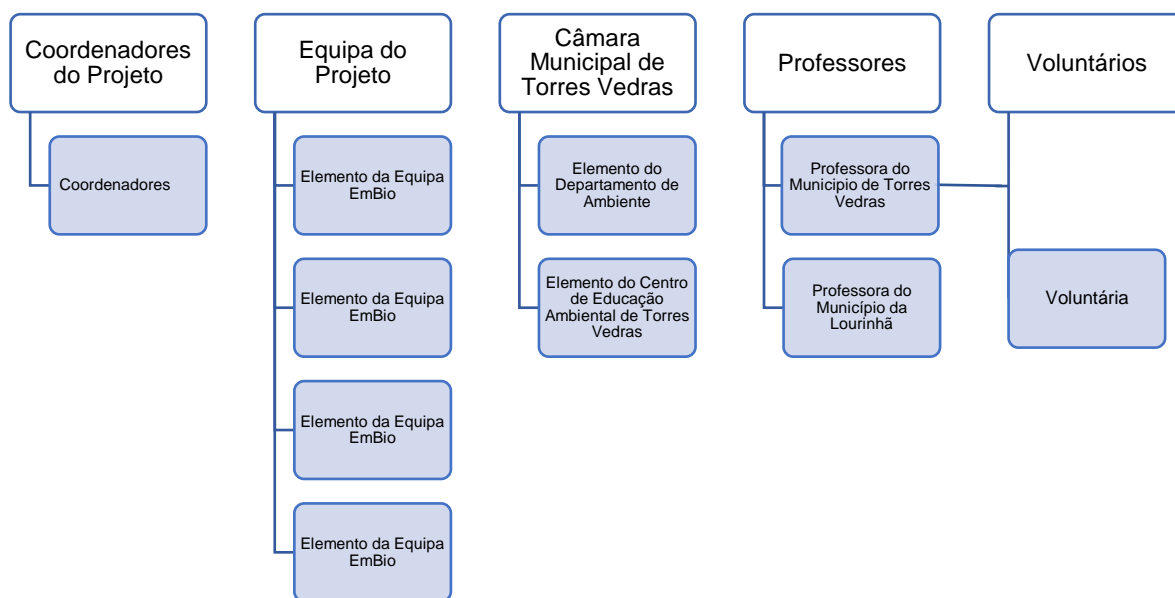 Coordenadores
do Projeto
Coordenadores
Equipa do
Projeto
Elemento da Equipa
EmBio
Elemento da Equipa
EmBio
Elemento da Equipa
EmBio
Elemento da Equipa
EmBio
Câmara
Municipal de
Torres Vedras
Elemento do
Departamento de
Ambiente
Elemento do Centro
de Educação
Ambiental de Torres
Vedras
Professores
Professora do
Municipio de Torres
Vedras
Professora do
Município da
Lourinhã
Voluntários
Voluntária